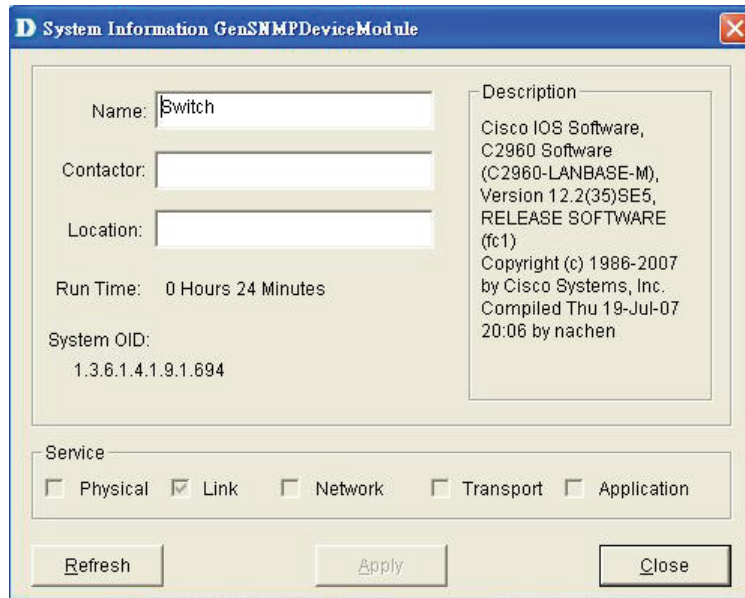 D System Information GenSNMPDeviceModule
Name: Switch
Contactor:
Location:
Run Time: 0 Hours 24 Minutes
System OID:
1.3.6.1.4.1.9.1.694
Description
Cisco IOS Software,
C2960 Software
(C2960-LANBASE-M),
Version 12.2(35)SE5,
RELEASE SOFTWARE
(fc1)
Copyright (c) 1986-2007
by Cisco Systems, Inc.
Compiled Thu 19-Jul-07
20:06 by nachen
Service
Physical Link Network Transport Application
Refresh Apply Close